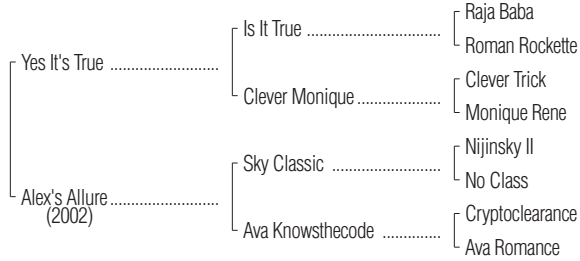 Raja Baba
Is It True ..............................
Roman Rockette
Yes It's True .........................
Clever Trick
Clever Monique ...................
Monique Rene
Nijinsky II
Sky Classic ........................
No Class
Alex's Allure .........................
(2002)
Cryptoclearance
Ava Knowsthecode .............
Ava Romance